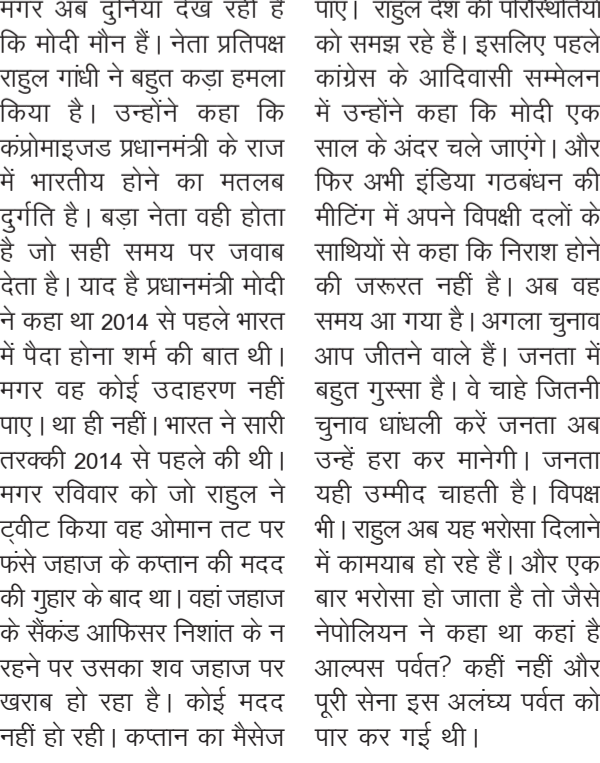 मगर अब दुनिया देख रही है
कि मोदी मौन हैं। नेता प्रतिपक्ष
राहुल गांधी ने बहुत कड़ा हमला
किया है। उन्होंने कहा कि
कंप्रोमाइजड प्रधानमंत्री के राज
में भारतीय होने का मतलब
दुर्गति है। बड़ा नेता वही होता
है जो सही समय पर जवाब
देता है। याद है प्रधानमंत्री मोदी
ने कहा था 2014 से पहले भारत
में पैदा होना शर्म की बात थी।
मगर वह कोई उदाहरण नहीं
पाए। था ही नहीं। भारत ने सारी
तरक्की 2014 से पहले की थी।
मगर रविवार को जो राहुल ने
ट्वीट किया वह ओमान तट पर
फंसे जहाज के कप्तान की मदद
की गुहार के बाद था। वहां जहाज
के सैंकंड आफिसर निशांत के न
रहने पर उसका शव जहाज पर
खराब हो रहा है। कोई मदद
नहीं हो रही। कप्तान का मैसेज
पाए। राहुल देश की परिस्थितियों
को समझ रहे हैं। इसलिए पहले
कांग्रेस के आदिवासी सम्मेलन
में उन्होंने कहा कि मोदी एक
साल के अंदर चले जाएंगे। और
फिर अभी इंडिया गठबंधन की
मीटिंग में अपने विपक्षी दलों के
साथियों से कहा कि निराश होने
की जरूरत नहीं है। अब वह
समय आ गया है। अगला चुनाव
आप जीतने वाले हैं। जनता में
बहुत गुस्सा है। वे चाहे जितनी
चुनाव धांधली करें जनता अब
उन्हें हरा कर मानेगी। जनता
यही उम्मीद चाहती है। विपक्ष
भी। राहुल अब यह भरोसा दिलाने
में कामयाब हो रहे हैं। और एक
बार भरोसा हो जाता है तो जैसे
नेपोलियन ने कहा था कहां है
आल्पस पर्वत? कहीं नहीं और
पूरी सेना इस अलंघ्य पर्वत को
पार कर गई थी।